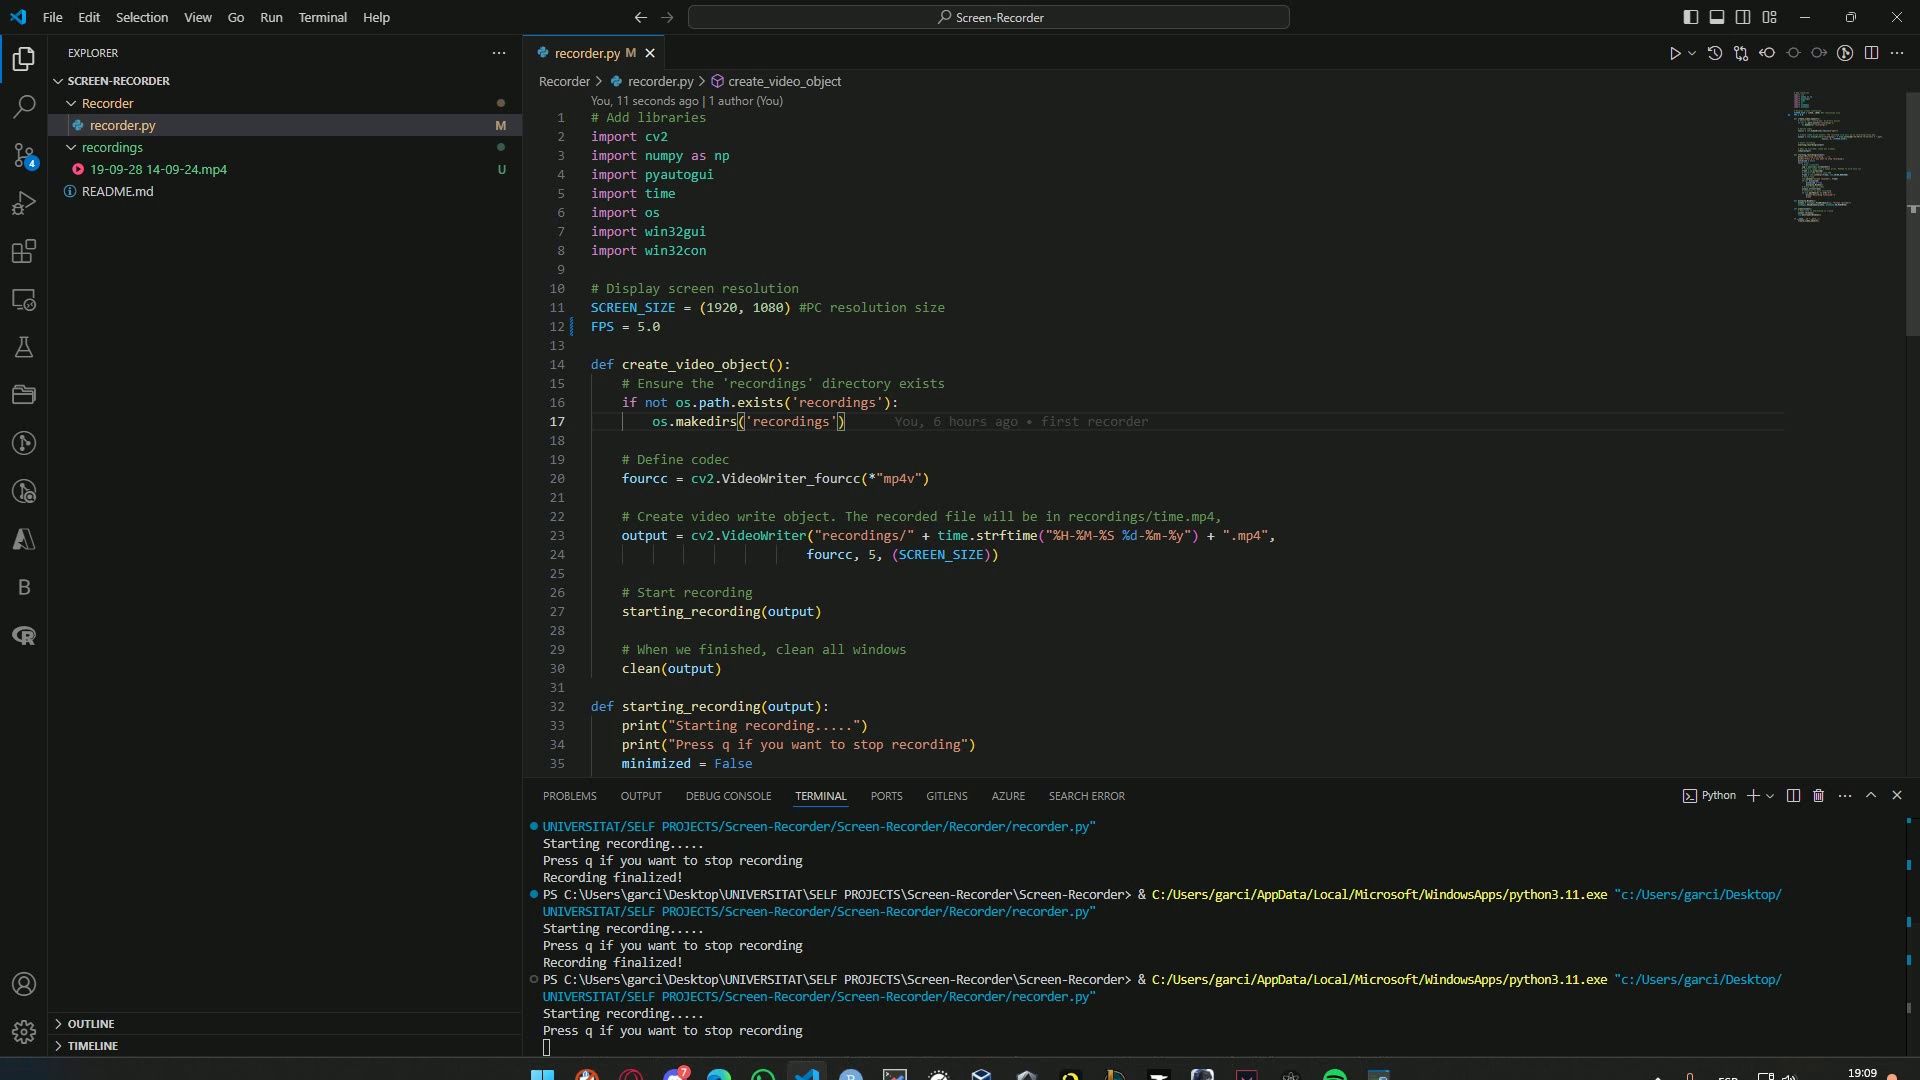 File Edit Selection View Go Run Terminal Help
Screen-Recorder
EXPLORER
SCREEN-RECORDER
Recorder
recorder.py M
recordings
19-09-28 14-09-24.mp4 U
README.md
4
B
OUTLINE
TIMELINE
recorder.py M
Recorder > recorder.py > create_video_object
You, 11 seconds ago | 1 author (You)
1 # Add libraries
2 import cv2
3 import numpy as np
4 import pyautogui
5 import time
6 import os
7 import win32gui
8 import win32con
9
10 # Display screen resolution
11 SCREEN_SIZE = (1920, 1080) #PC resolution size
12 FPS = 5.0
13
14 def create_video_object():
15 # Ensure the 'recordings' directory exists
16 if not os.path.exists('recordings'):
17 os.makedirs('recordings') You, 6 hours ago • first recorder
18
19 # Define codec
20 fourcc = cv2.VideoWriter_fourcc(*"mp4v")
21
22 # Create video write object. The recorded file will be in recordings/time.mp4,
23 output = cv2.VideoWriter("recordings/" + time.strftime("%H-%M-%S %d-%m-%y") + ".mp4",
24 fourcc, 5, (SCREEN_SIZE))
25
26 # Start recording
27 starting_recording(output)
28
29 # When we finished, clean all windows
30 clean(output)
31
32 def starting_recording(output):
33 print("Starting recording.....")
34 print("Press q if you want to stop recording")
35 minimized = False
PROBLEMS OUTPUT DEBUG CONSOLE TERMINAL PORTS GITLENS AZURE SEARCH ERROR
Python
UNIVERSITAT/SELF PROJECTS/Screen-Recorder/Screen-Recorder/Recorder/recorder.py"
Starting recording.....
Press q if you want to stop recording
Recording finalized!
PS C:\Users\garci\Desktop\UNIVERSITAT\SELF PROJECTS\Screen-Recorder\Screen-Recorder> & C:/Users/garci/AppData/Local/Microsoft/WindowsApps/python3.11.exe "c:/Users/garci/Desktop/
UNIVERSITAT/SELF PROJECTS/Screen-Recorder/Screen-Recorder/Recorder/recorder.py"
Starting recording.....
Press q if you want to stop recording
Recording finalized!
PS C:\Users\garci\Desktop\UNIVERSITAT\SELF PROJECTS\Screen-Recorder\Screen-Recorder> & C:/Users/garci/AppData/Local/Microsoft/WindowsApps/python3.11.exe "c:/Users/garci/Desktop/
UNIVERSITAT/SELF PROJECTS/Screen-Recorder/Screen-Recorder/Recorder/recorder.py"
Starting recording.....
Press q if you want to stop recording
7
19:09